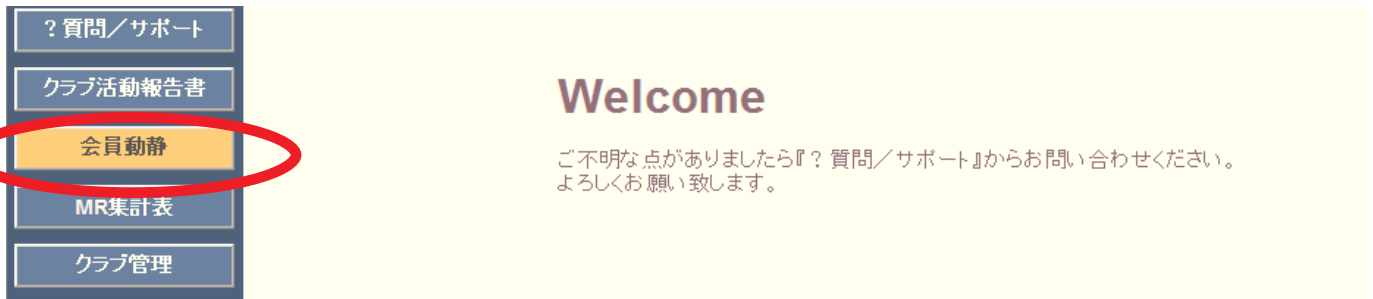 ？質問／サポート
クラブ活動報告書
会員動静
MR集計表
クラブ管理
Welcome
ご不明な点がありましたら『？質問／サポート』からお問い合わせください。
よろしくお願い致します。